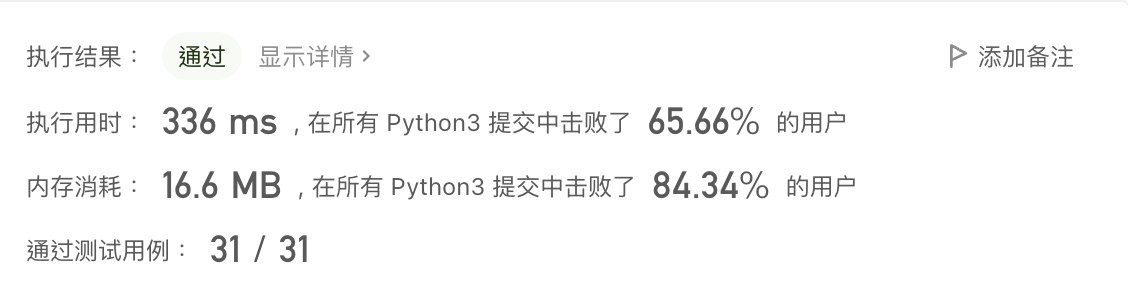 执行结果： 通过 显示详情 > 添加备注
执行用时： 336 ms , 在所有 Python3 提交中击败了 65.66% 的用户
内存消耗： 16.6 MB , 在所有 Python3 提交中击败了 84.34% 的用户
通过测试用例： 31 / 31